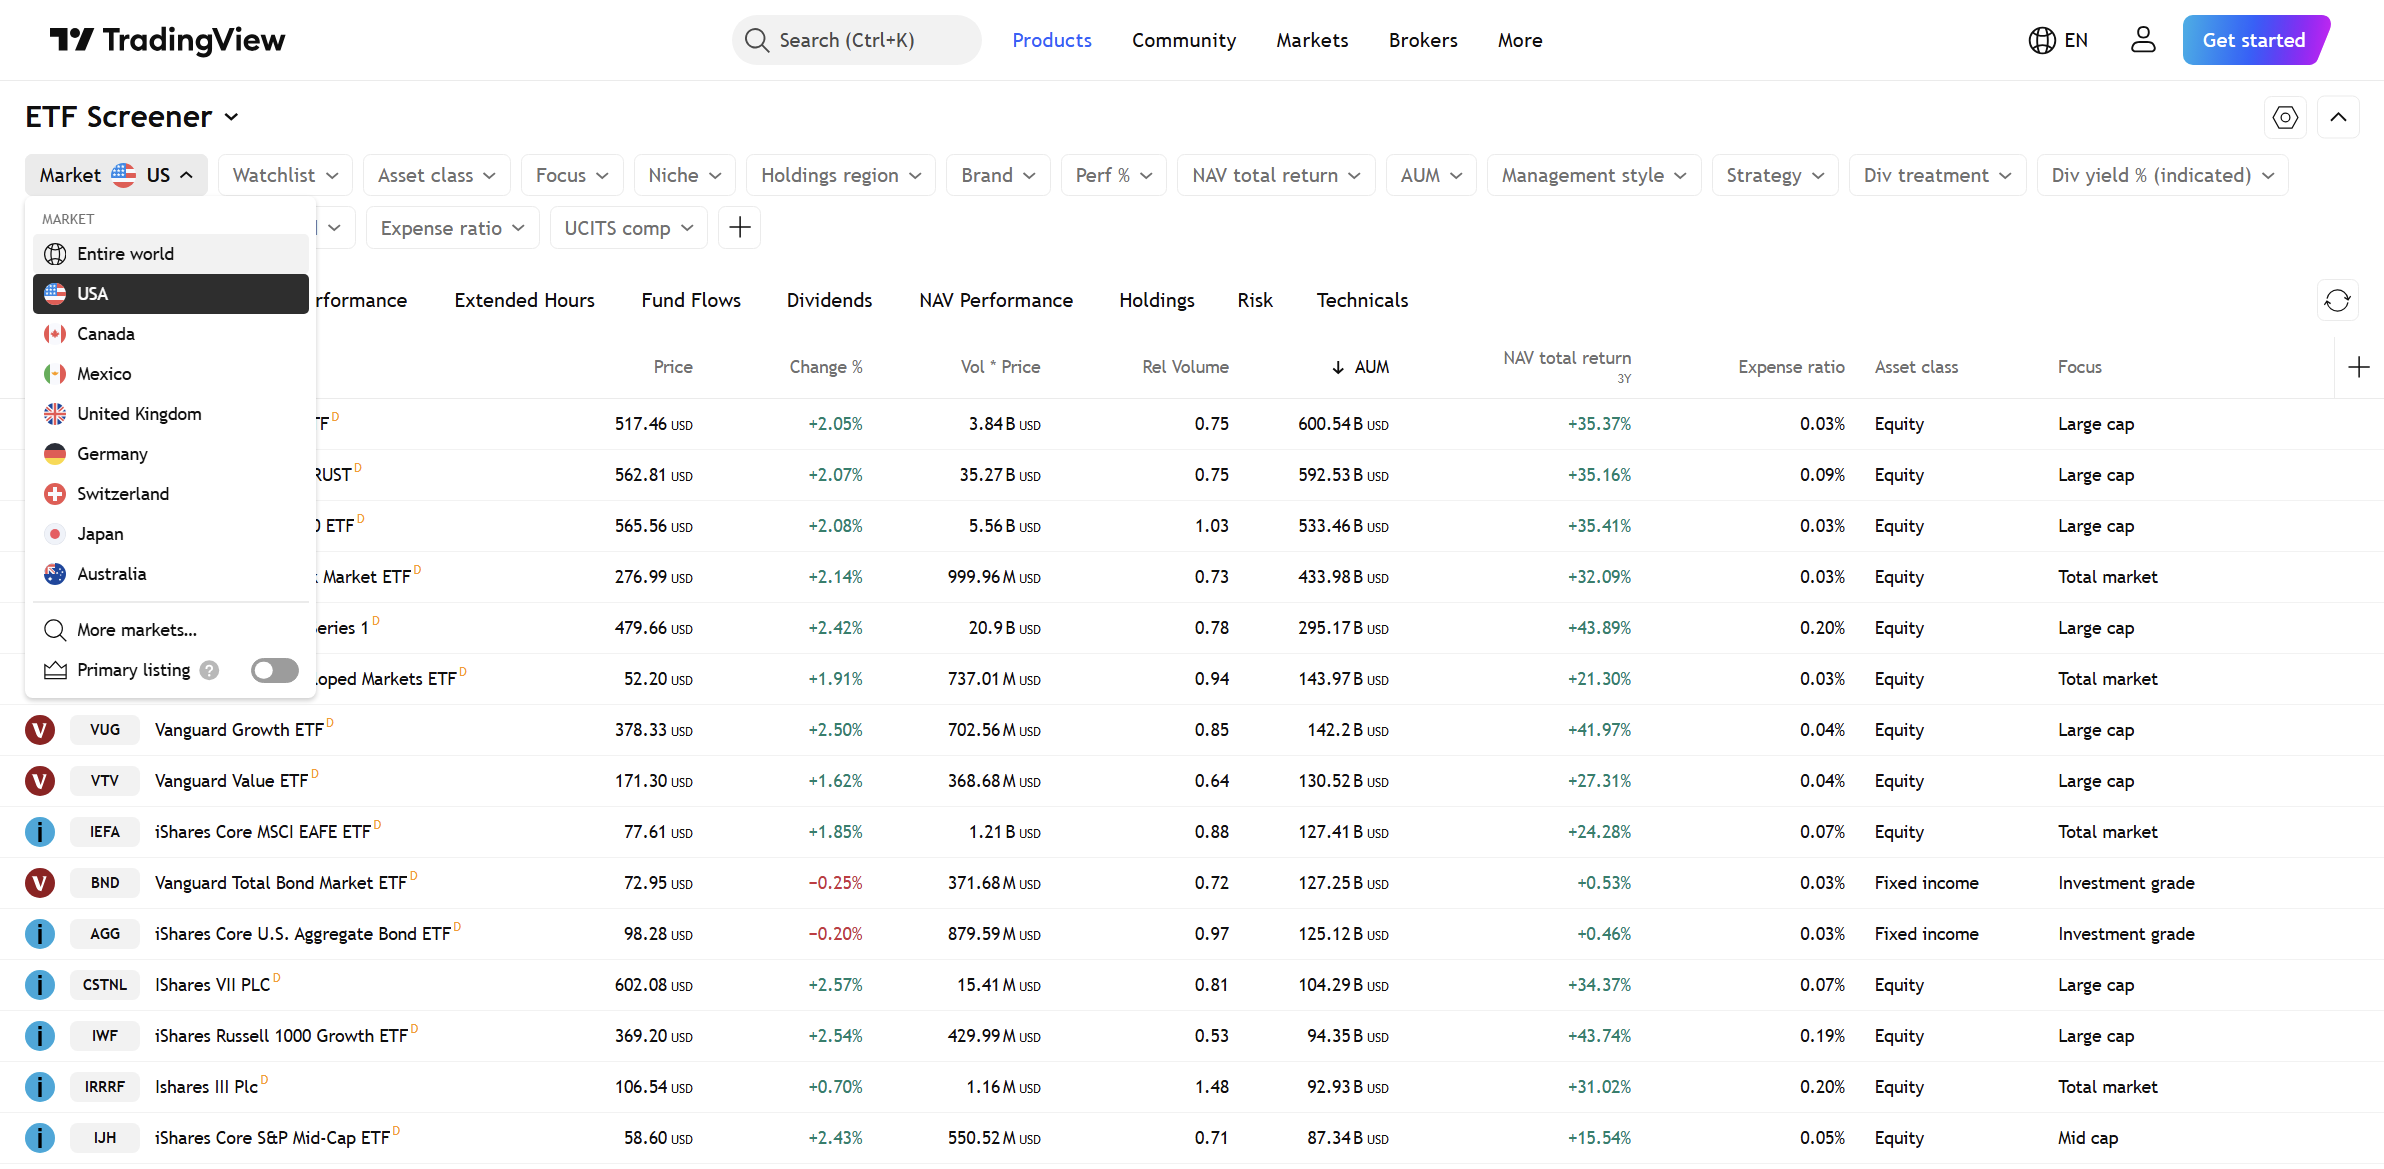 TradingView
Search (Ctrl+K)
Products
Community
Markets
Brokers
More
EN
Get started
ETF Screener
Market US
Watchlist
Asset class
Focus
Niche
Holdings region
Brand
Perf %
NAV total return
AUM
Management style
Strategy
Div treatment
Div yield % (indicated)
Expense ratio
UCITS comp
MARKET
Entire world
USA
Canada
Mexico
United Kingdom
Germany
Switzerland
Japan
Australia
More markets...
Primary listing ?
rformance
Extended Hours
Fund Flows
Dividends
NAV Performance
Holdings
Risk
Technicals
Price Change % Vol * Price Rel Volume AUM NAV total return 3Y Expense ratio Asset class Focus
TF D 517.46 USD +2.05% 3.84 B USD 0.75 600.54 B USD +35.37% 0.03% Equity Large cap
RUST D 562.81 USD +2.07% 35.27 B USD 0.75 592.53 B USD +35.16% 0.09% Equity Large cap
ETF D 565.56 USD +2.08% 5.56 B USD 1.03 533.46 B USD +35.41% 0.03% Equity Large cap
Market ETF D 276.99 USD +2.14% 999.96 M USD 0.73 433.98 B USD +32.09% 0.03% Equity Total market
eries 1 D 479.66 USD +2.42% 20.9 B USD 0.78 295.17 B USD +43.89% 0.20% Equity Large cap
oped Markets ETF D 52.20 USD +1.91% 737.01 M USD 0.94 143.97 B USD +21.30% 0.03% Equity Total market
V VUG Vanguard Growth ETF D 378.33 USD +2.50% 702.56 M USD 0.85 142.2 B USD +41.97% 0.04% Equity Large cap
V VTV Vanguard Value ETF D 171.30 USD +1.62% 368.68 M USD 0.64 130.52 B USD +27.31% 0.04% Equity Large cap
i IEFA iShares Core MSCI EAFE ETF D 77.61 USD +1.85% 1.21 B USD 0.88 127.41 B USD +24.28% 0.07% Equity Total market
V BND Vanguard Total Bond Market ETF D 72.95 USD −0.25% 371.68 M USD 0.72 127.25 B USD +0.53% 0.03% Fixed income Investment grade
i AGG iShares Core U.S. Aggregate Bond ETF D 98.28 USD −0.20% 879.59 M USD 0.97 125.12 B USD +0.46% 0.03% Fixed income Investment grade
i CSTNL IShares VII PLC D 602.08 USD +2.57% 15.41 M USD 0.81 104.29 B USD +34.37% 0.07% Equity Large cap
i IWF iShares Russell 1000 Growth ETF D 369.20 USD +2.54% 429.99 M USD 0.53 94.35 B USD +43.74% 0.19% Equity Large cap
i IRRRF Ishares III Plc D 106.54 USD +0.70% 1.16 M USD 1.48 92.93 B USD +31.02% 0.20% Equity Total market
i IJH iShares Core S&P Mid-Cap ETF D 58.60 USD +2.43% 550.52 M USD 0.71 87.34 B USD +15.54% 0.05% Equity Mid cap